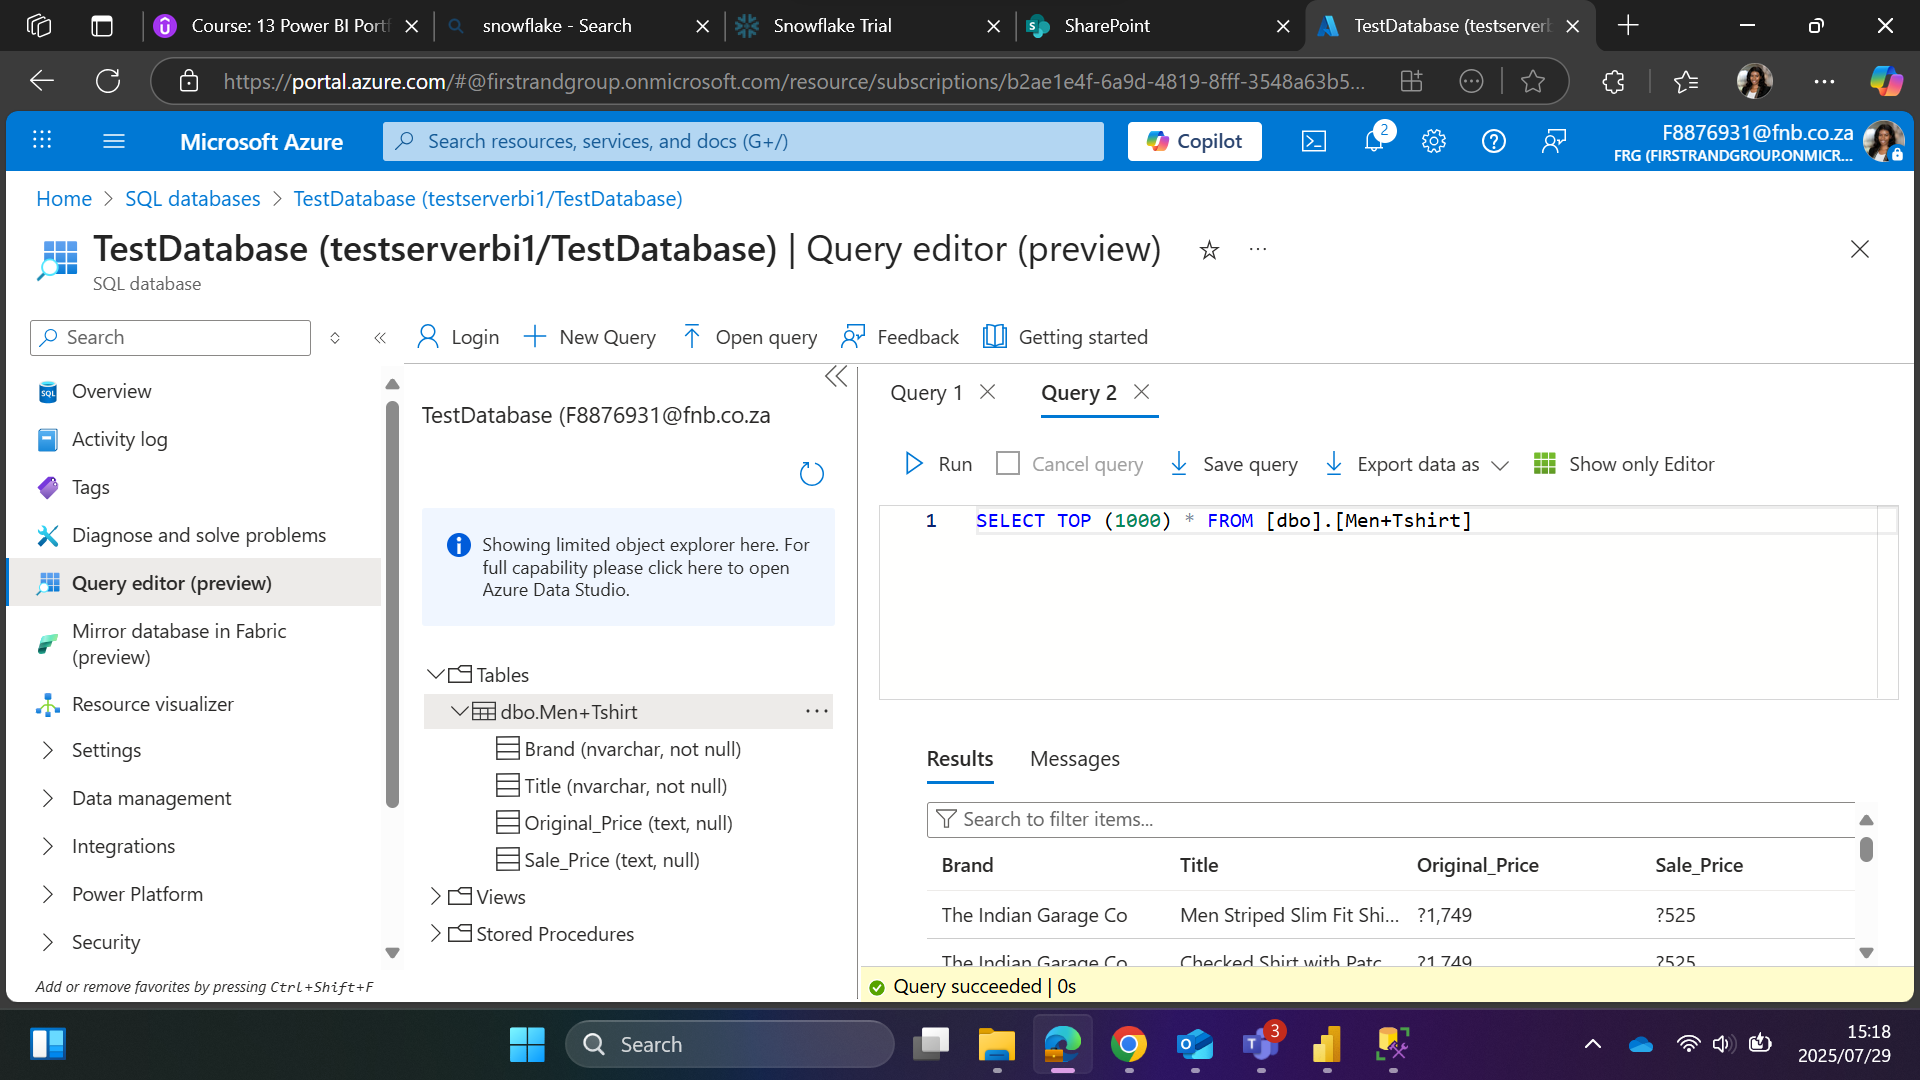 Course: 13 Power BI Portf
snowflake - Search
Snowflake Trial
SharePoint
TestDatabase (testserverb
https://portal.azure.com/#@firstrandgroup.onmicrosoft.com/resource/subscriptions/b2ae1e4f-6a9d-4819-8fff-3548a63b5...
Microsoft Azure
Search resources, services, and docs (G+/)
Copilot
2
F8876931@fnb.co.za
FRG (FIRSTRANDGROUP.ONMICR...
Home > SQL databases > TestDatabase (testserverbi1/TestDatabase)
TestDatabase (testserverbi1/TestDatabase) | Query editor (preview)
SQL database
Search
Login
New Query
Open query
Feedback
Getting started
Overview
Activity log
Tags
Diagnose and solve problems
Query editor (preview)
Mirror database in Fabric
(preview)
Resource visualizer
Settings
Data management
Integrations
Power Platform
Security
Add or remove favorites by pressing Ctrl+Shift+F
TestDatabase (F8876931@fnb.co.za
Showing limited object explorer here. For
full capability please click here to open
Azure Data Studio.
Tables
dbo.Men+Tshirt
Brand (nvarchar, not null)
Title (nvarchar, not null)
Original_Price (text, null)
Sale_Price (text, null)
Views
Stored Procedures
Query 1
Query 2
Run
Cancel query
Save query
Export data as
Show only Editor
1 SELECT TOP (1000) * FROM [dbo].[Men+Tshirt]
Results
Messages
Search to filter items...
Brand Title Original_Price Sale_Price
The Indian Garage Co Men Striped Slim Fit Shi... ?1,749 ?525
The Indian Garage Co Checked Shirt with Patc ?1,749 ?525
Query succeeded | 0s
Search
3
15:18
2025/07/29